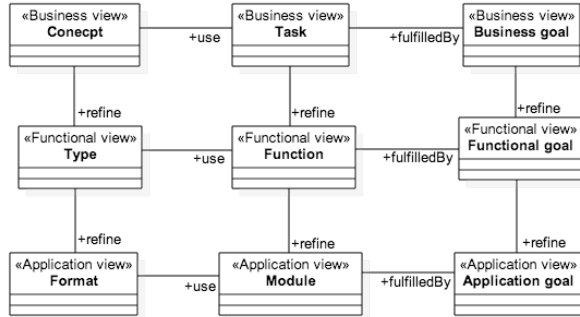 «Business view»
Conecpt
+use
«Business view»
Task
+fulfilledBy
«Business view»
Business goal
+refine
+refine
+refine
«Functional view»
Type
+use
«Functional view»
Function
+fulfilledBy
«Functional view»
Functional goal
+refine
+refine
+refine
«Application view»
Format
+use
«Application view»
Module
+fulfilledBy
«Application view»
Application goal